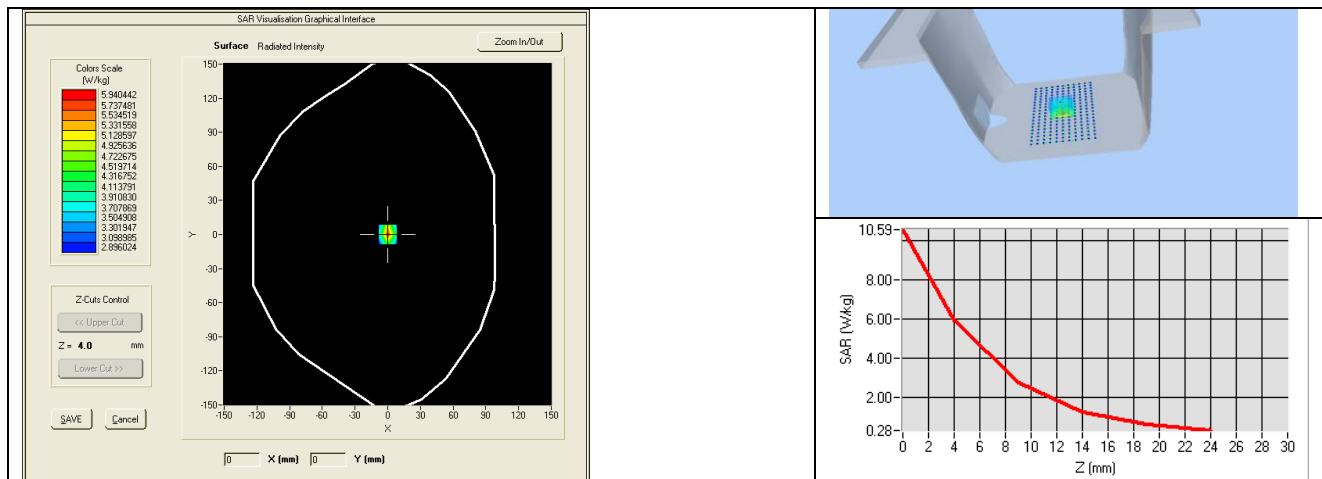 SAR Visualisation Graphical Interface
Surface Radiated Intensity
Zoom In/Out
Colors Scale
(W/kg)
5.940442
5.737481
5.534519
5.331558
5.128597
4.925636
4.722675
4.519714
4.316752
4.113791
3.910830
3.707869
3.504908
3.301947
3.098985
2.896024
Z-Cuts Control
<< Upper Cut
Z = 4.0 mm
Lower Cut >>
SAVE Cancel
150-
120-
90-
60-
30-
0-
-30-
-60-
-90-
-120-
-150-
Y
-150 -120 -90 -60 -30 0 30 60 90 120 150
X
0 X (mm) 0 Y (mm)
10.59-
8.00-
6.00-
4.00-
2.00-
0.28-
SAR (W/kg)
0 2 4 6 8 10 12 14 16 18 20 22 24 26 28 30
Z (mm)